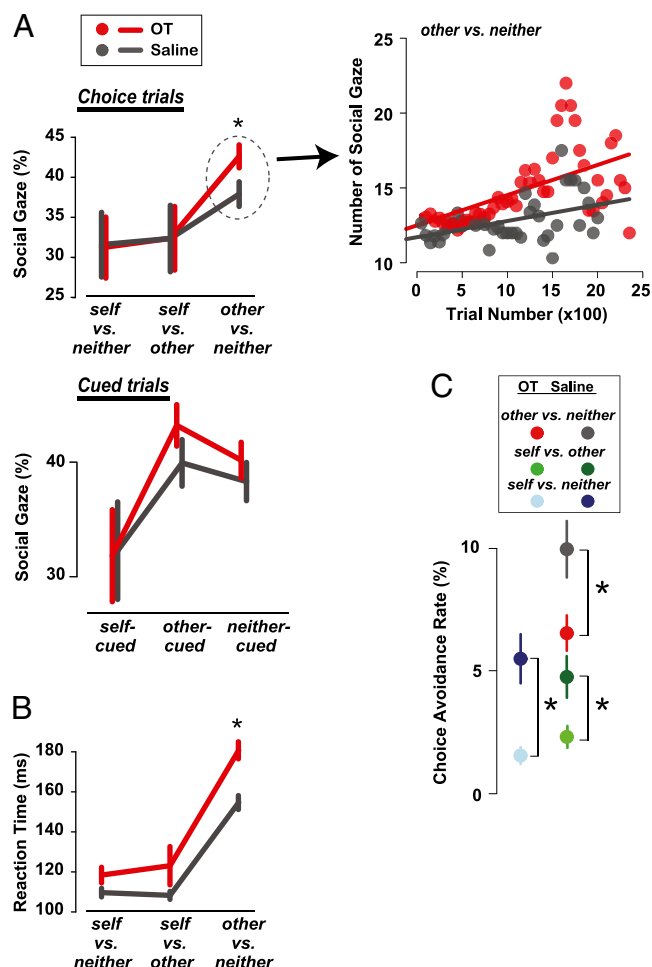 A
OT
Saline
Choice trials
*
45
40
35
30
25
Social Gaze (%)
self
vs.
neither
self
vs.
other
other
vs.
neither
other vs. neither
25
20
15
10
Number of Social Gaze
0
5
10
15
20
25
Trial Number (x100)
Cued trials
40
30
Social Gaze (%)
self-
cued
other-
cued
neither-
cued
B
*
180
160
140
120
100
Reaction Time (ms)
self
vs.
neither
self
vs.
other
other
vs.
neither
C
OT Saline
other vs. neither
self vs. other
self vs. neither
10
5
0
Choice Avoidance Rate (%)
*
*
*